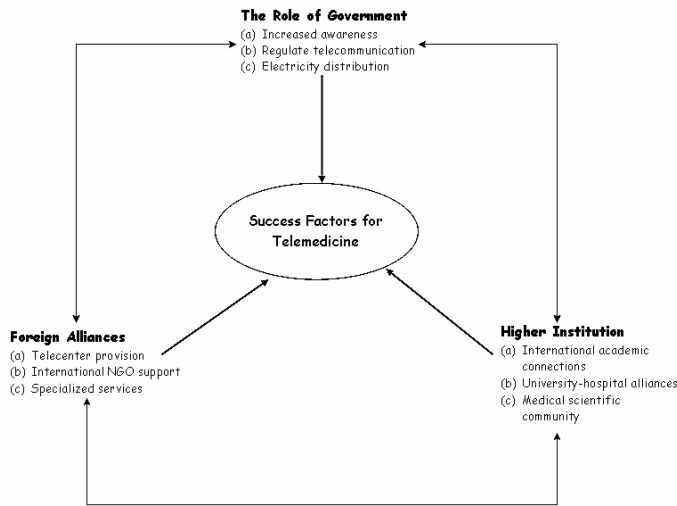 The Role of Government
(a) Increased awareness
(b) Regulate telecommunication
(c) Electricity distribution
Success Factors for
Telemedicine
Foreign Alliances
(a) Telecenter provision
(b) International NGO support
(c) Specialized services
Higher Institution
(a) International academic
connections
(b) University-hospital alliances
(c) Medical scientific
community